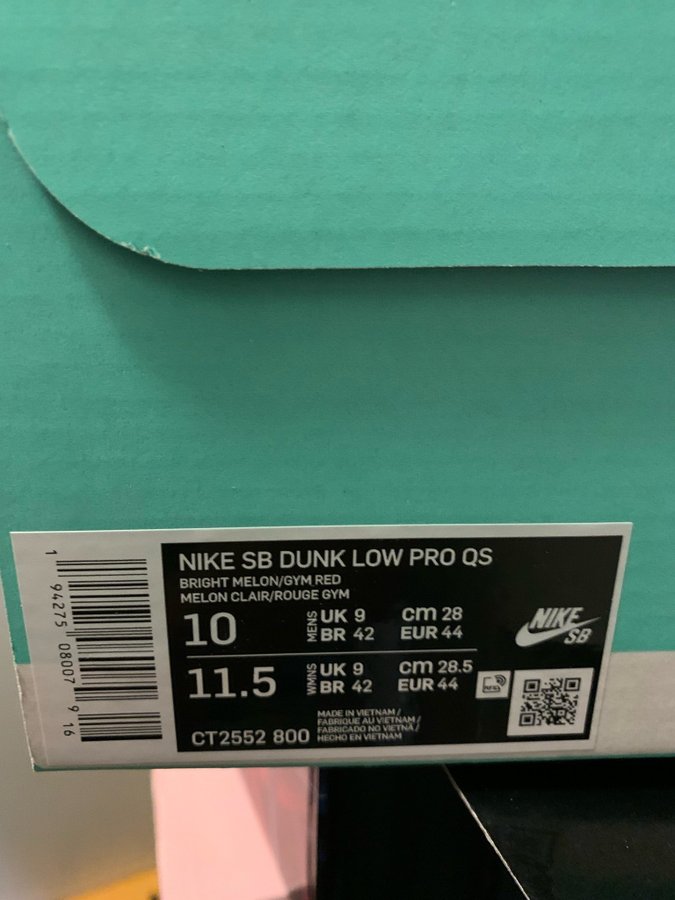 NIKE SB DUNK LOW PRO QS
BRIGHT MELON/GYM RED
MELON CLAIR/ROUGE GYM
10 MENS UK 9 cm 28
BR 42 EUR 44
11.5 WMNS UK 9 cm 28.5
BR 42 EUR 44
CT2552 800
MADE IN VIETNAM /
FABRIQUE AU VIETNAM /
FABRICADO NO VIETNÃ /
HECHO EN VIETNAM
NIKE
SB
RFID
1 94275 08007 9 16